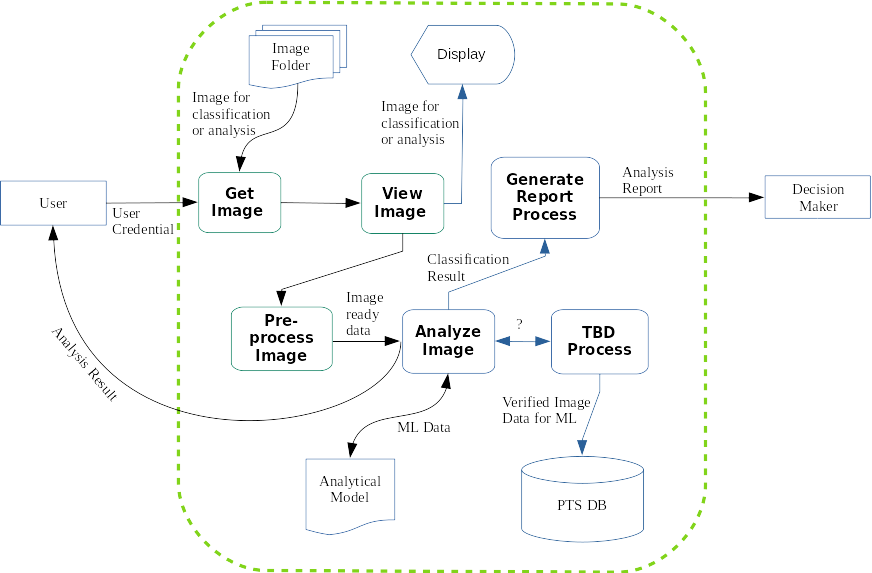 Image
Folder
Display
Image for
classification
or analysis
Image for
classification
or analysis
User
User
Credential
Get
Image
View
Image
Generate
Report
Process
Analysis
Report
Decision
Maker
Classification
Result
Pre-
process
Image
Image
ready
data
Analyze
Image
?
TBD
Process
Analysis Result
ML Data
Verified Image
Data for ML
Analytical
Model
PTS DB